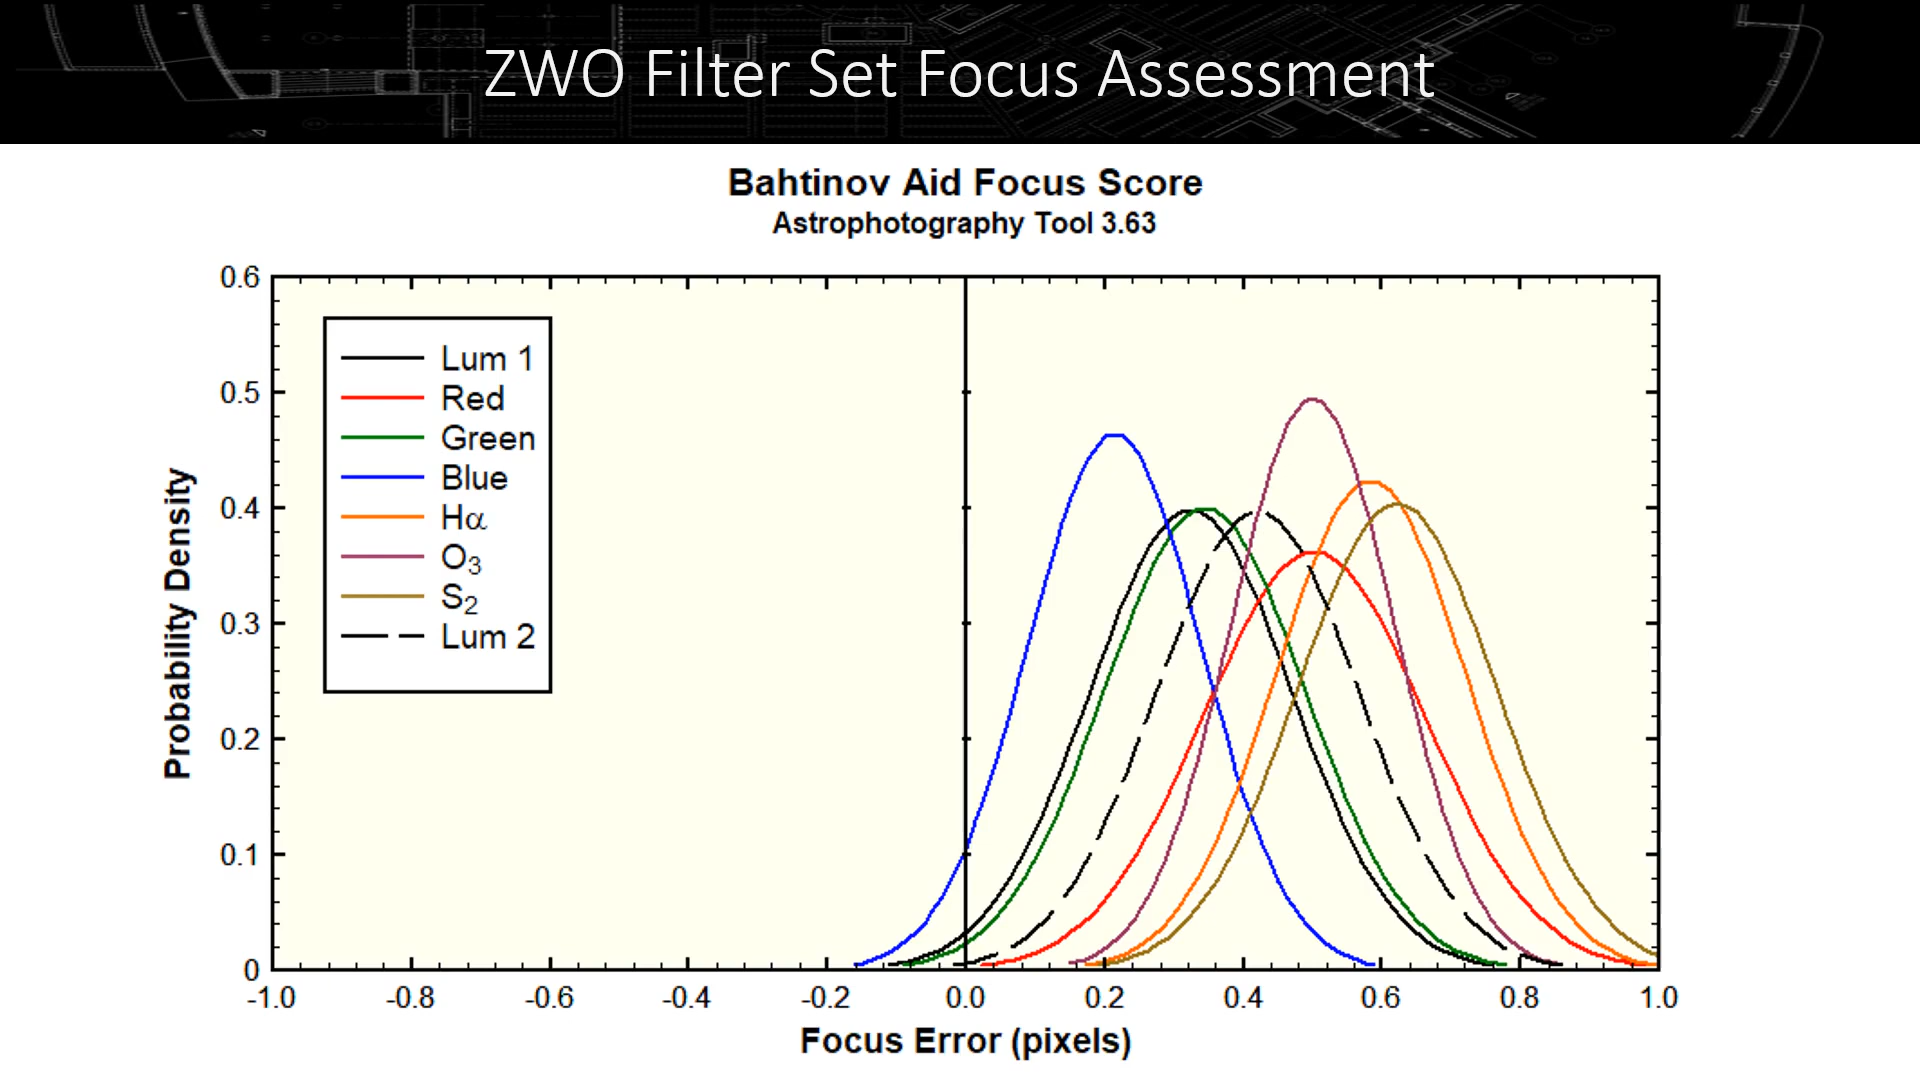 ZWO Filter Set Focus Assessment
Bahtinov Aid Focus Score
Astrophotography Tool 3.63
0.6
0.5
0.4
0.3
0.2
0.1
0
Probability Density
Lum 1
Red
Green
Blue
Hα
O₃
S₂
Lum 2
-1.0 -0.8 -0.6 -0.4 -0.2 0.0 0.2 0.4 0.6 0.8 1.0
Focus Error (pixels)